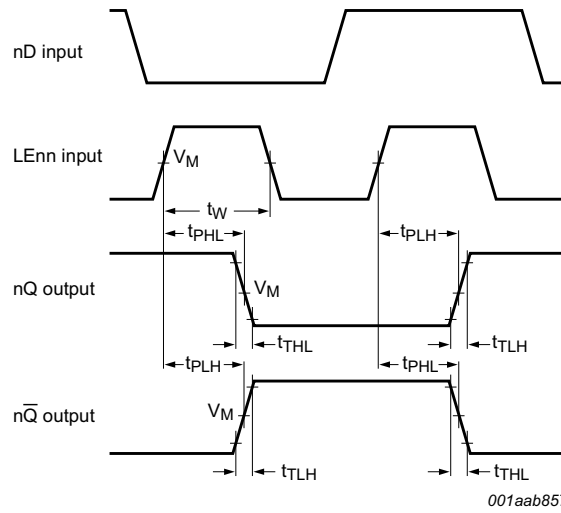 nD input
LEnn input
V_M
t_W
t_PHL
t_PLH
nQ output
V_M
t_THL
t_TLH
t_PLH
t_PHL
nQ̅ output
V_M
t_TLH
t_THL
001aab857